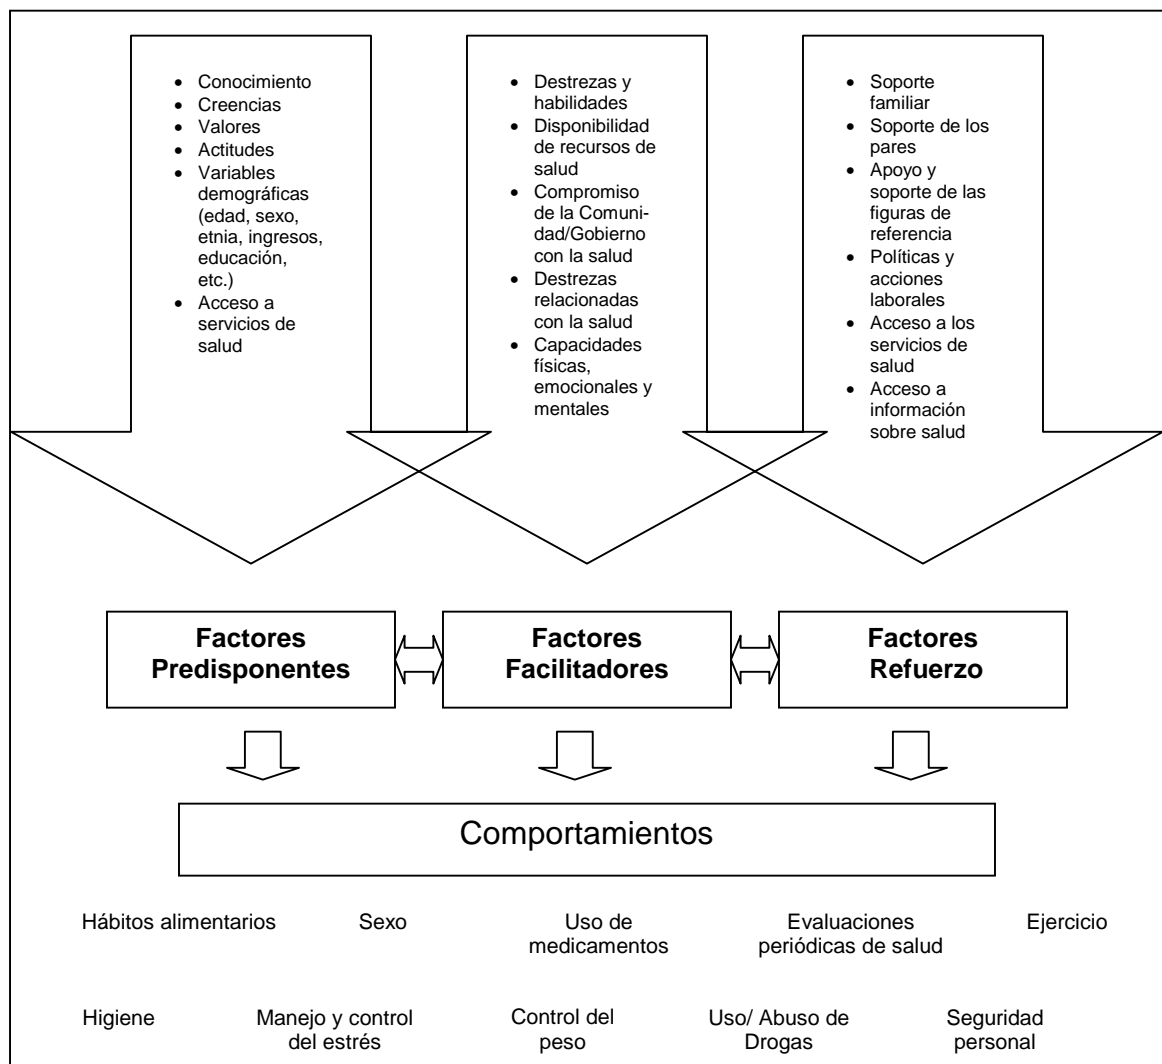 • Conocimiento
• Creencias
• Valores
• Actitudes
• Variables
demográficas
(edad, sexo,
etnia, ingresos,
educación,
etc.)
• Acceso a
servicios de
salud
• Destrezas y
habilidades
• Disponibilidad
de recursos de
salud
• Compromiso
de la Comuni-
dad/Gobierno
con la salud
• Destrezas
relacionadas
con la salud
• Capacidades
físicas,
emocionales y
mentales
• Soporte
familiar
• Soporte de los
pares
• Apoyo y
soporte de las
figuras de
referencia
• Políticas y
acciones
laborales
• Acceso a los
servicios de
salud
• Acceso a
información
sobre salud
Factores
Predisponentes
Factores
Facilitadores
Factores
Refuerzo
Comportamientos
Hábitos alimentarios
Sexo
Uso de
medicamentos
Evaluaciones
periódicas de salud
Ejercicio
Higiene
Manejo y control
del estrés
Control del
peso
Uso/ Abuso de
Drogas
Seguridad
personal